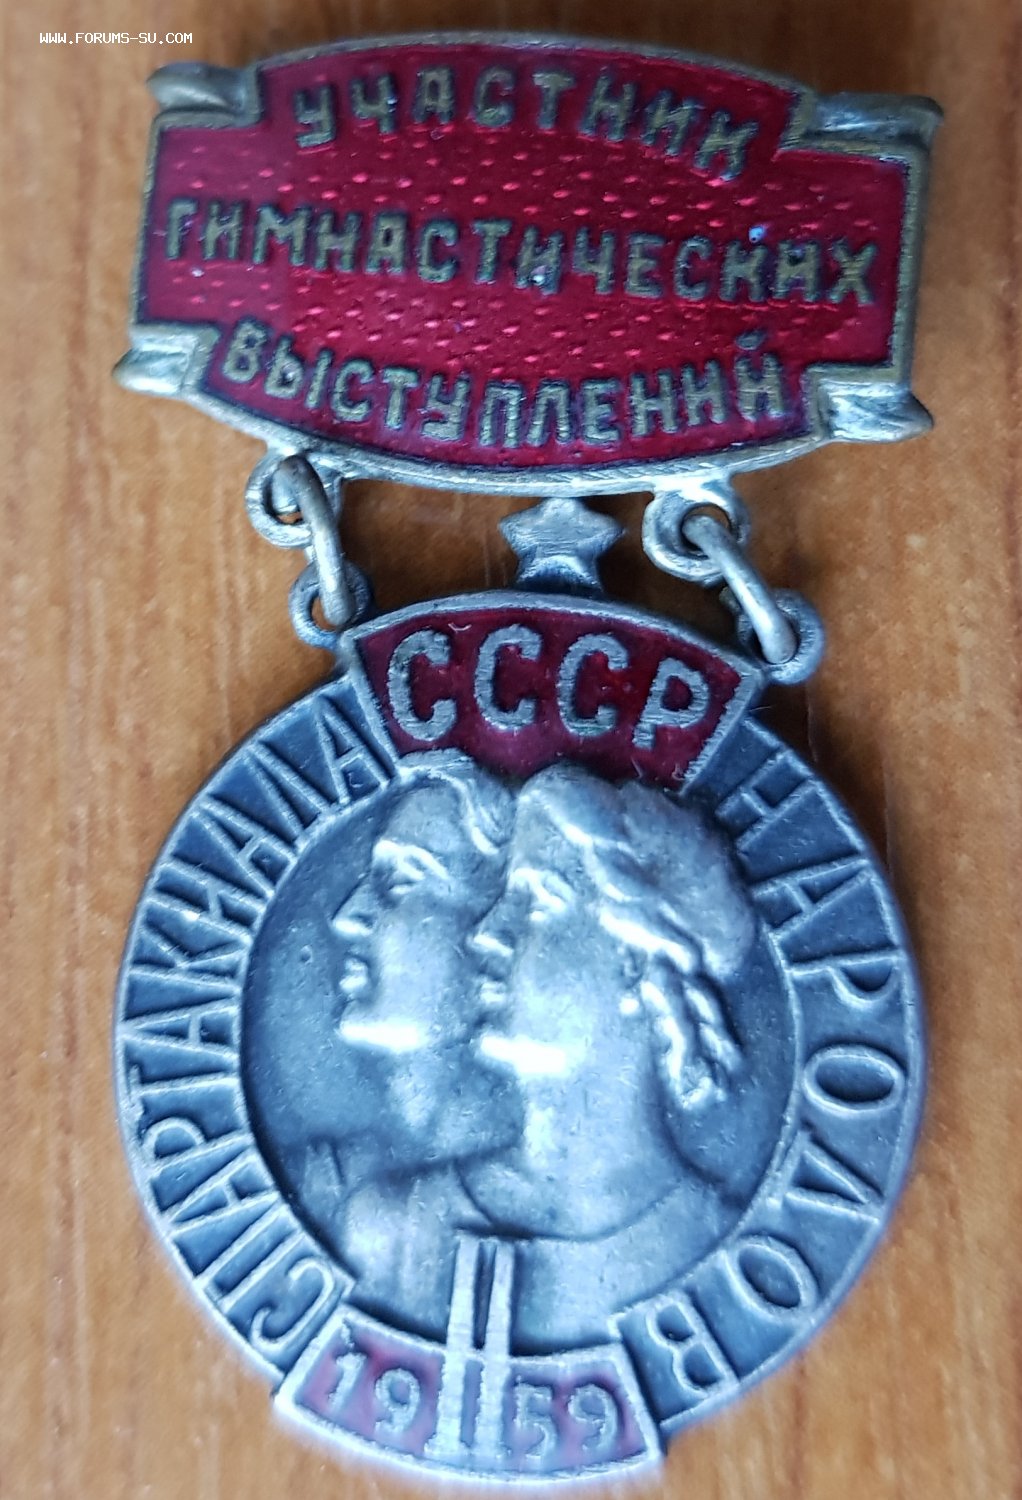 WWW.FORUMS-SU.COM
УЧАСТНИК
ГИМНАСТИЧЕСКИХ
ВЫСТУПЛЕНИЙ
СССР
СПАРТАКИАДА НАРОДОВ
II
1959